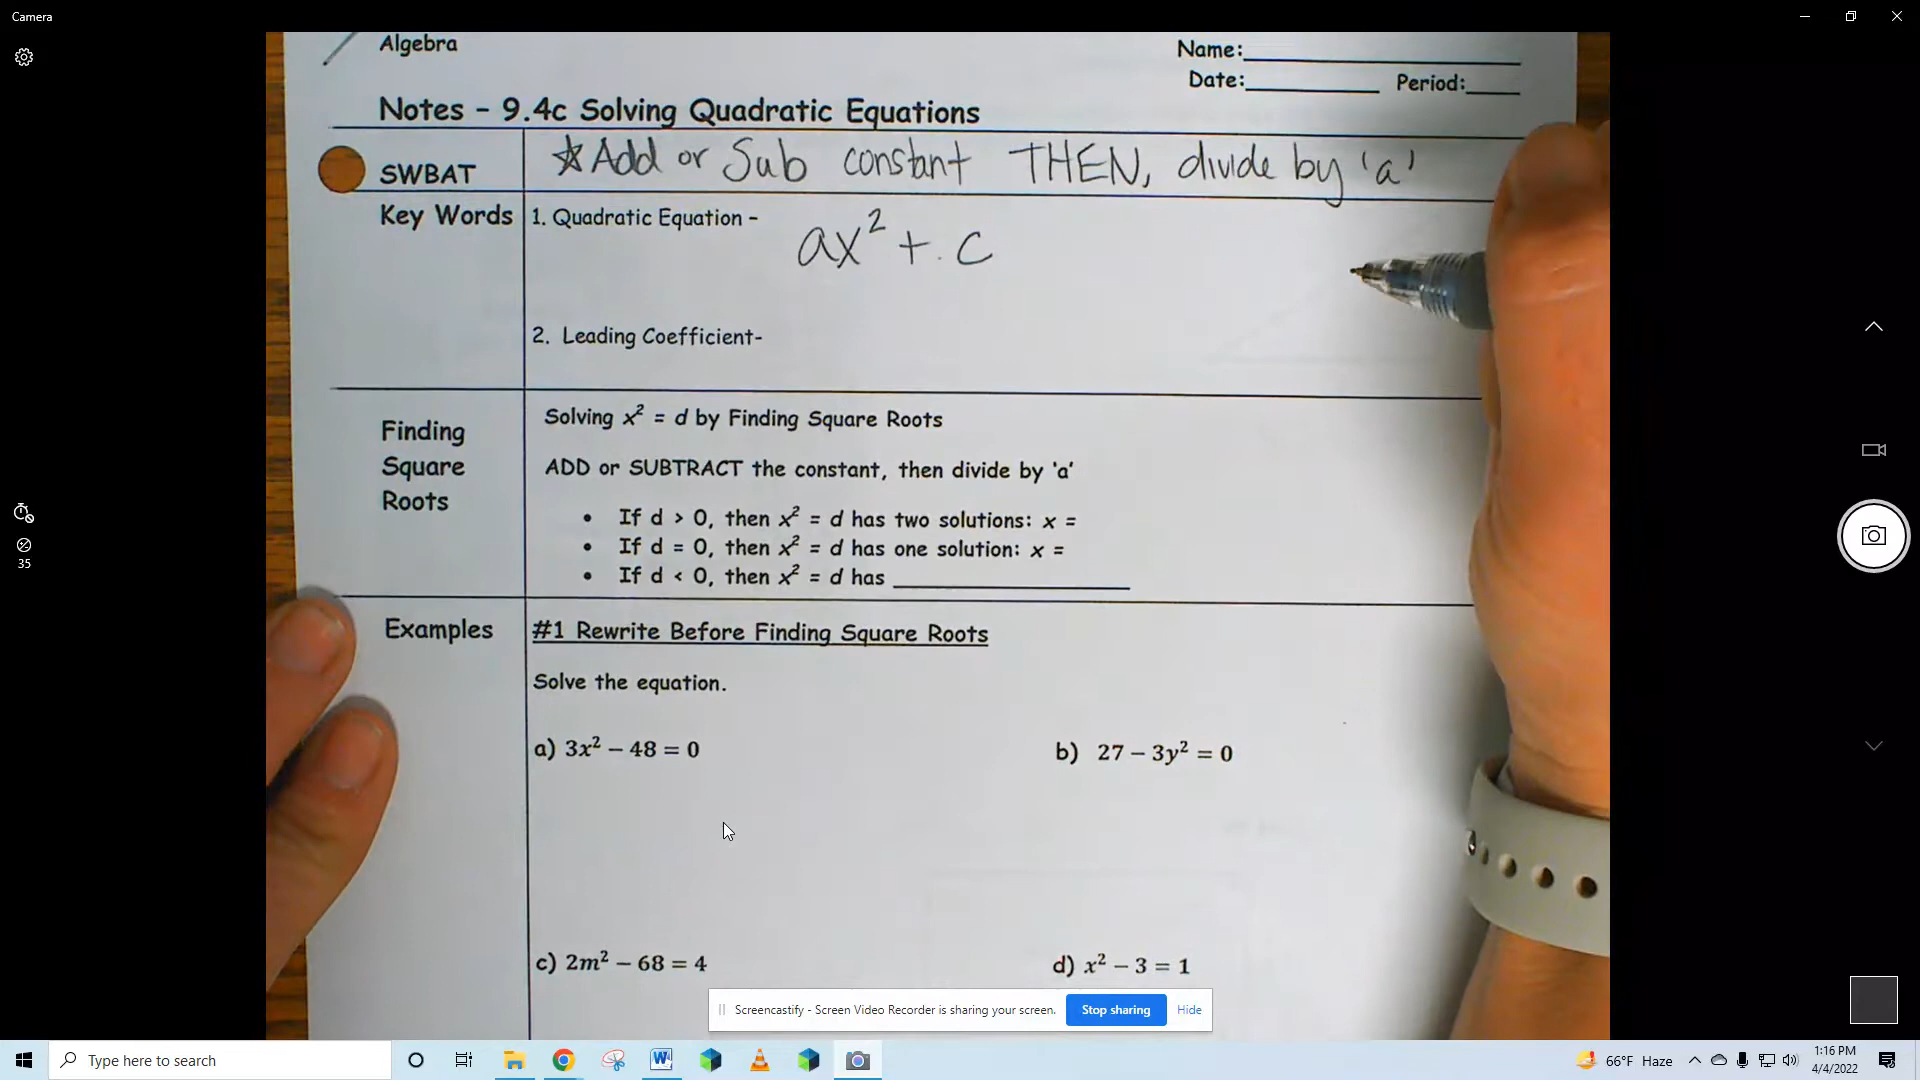 Camera
Algebra
Name:
Date: Period:
Notes - 9.4c Solving Quadratic Equations
SWBAT
☆Add or Sub constant THEN, divide by 'a'
Key Words
1. Quadratic Equation -
ax² + c
2. Leading Coefficient-
Finding
Square
Roots
Solving x² = d by Finding Square Roots
ADD or SUBTRACT the constant, then divide by 'a'
• If d > 0, then x² = d has two solutions: x =
• If d = 0, then x² = d has one solution: x =
• If d < 0, then x² = d has ____________
Examples
#1 Rewrite Before Finding Square Roots
Solve the equation.
a) 3x² – 48 = 0
b) 27 – 3y² = 0
c) 2m² – 68 = 4
d) x² – 3 = 1
35
Screencastify - Screen Video Recorder is sharing your screen. Stop sharing Hide
Type here to search
66°F Haze
1:16 PM
4/4/2022